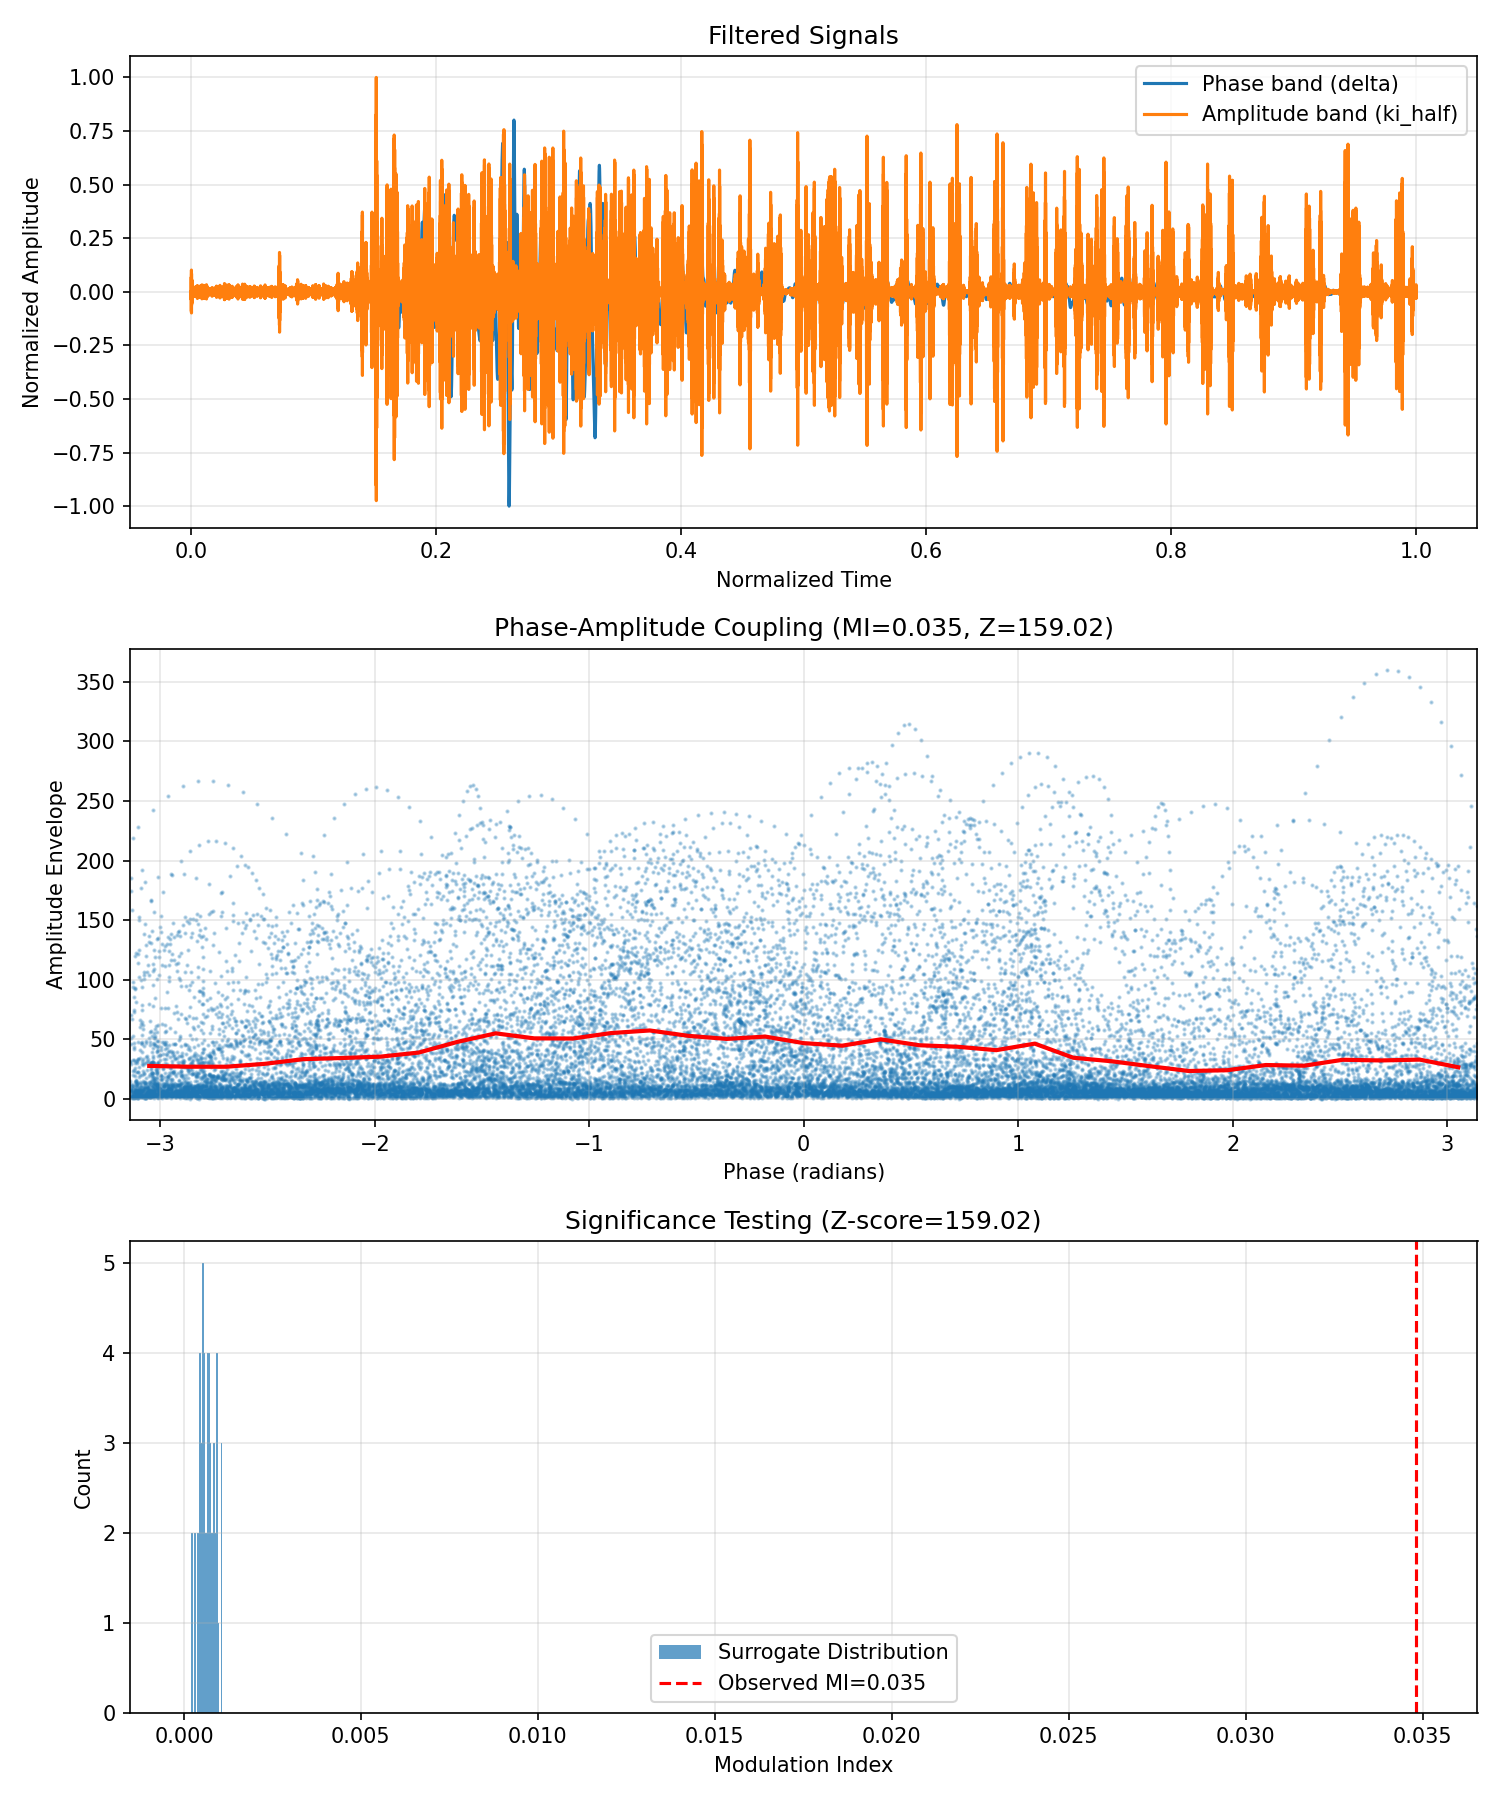 Filtered Signals
1.00
0.75
0.50
0.25
0.00
−0.25
−0.50
−0.75
−1.00
Normalized Amplitude
Phase band (delta)
Amplitude band (ki_half)
0.0 0.2 0.4 0.6 0.8 1.0
Normalized Time
Phase-Amplitude Coupling (MI=0.035, Z=159.02)
350
300
250
200
150
100
50
0
Amplitude Envelope
−3 −2 −1 0 1 2 3
Phase (radians)
Significance Testing (Z-score=159.02)
5
4
3
2
1
0
Count
Surrogate Distribution
Observed MI=0.035
0.000 0.005 0.010 0.015 0.020 0.025 0.030 0.035
Modulation Index